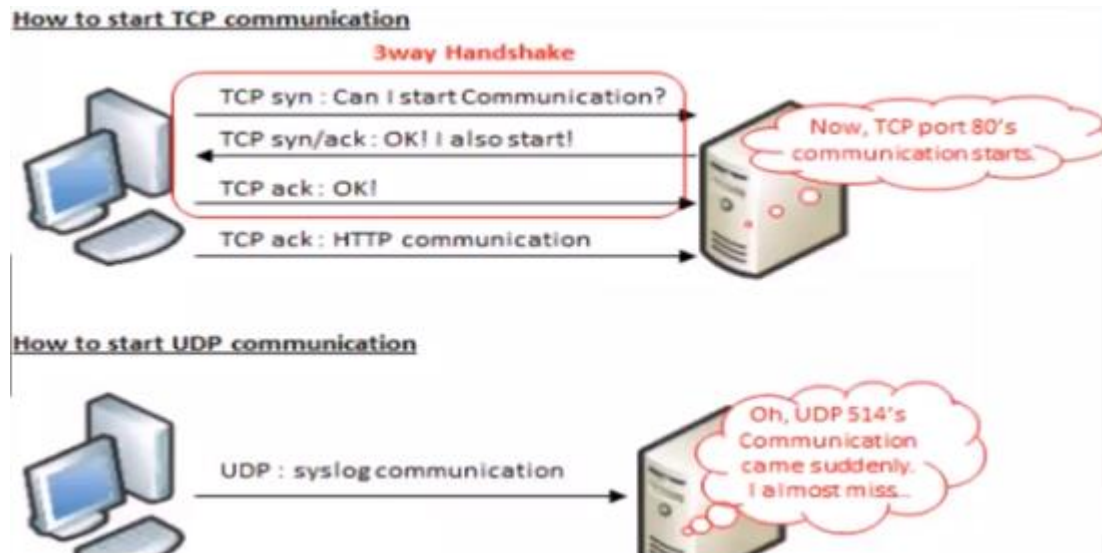 How to start TCP communication
3way Handshake
TCP syn : Can I start Communication?
TCP syn/ack : OK! I also start!
TCP ack : OK!
TCP ack : HTTP communication
Now, TCP port 80's
communication starts.
How to start UDP communication
UDP : syslog communication
Oh, UDP 514's
Communication
came suddenly.
I almost miss...